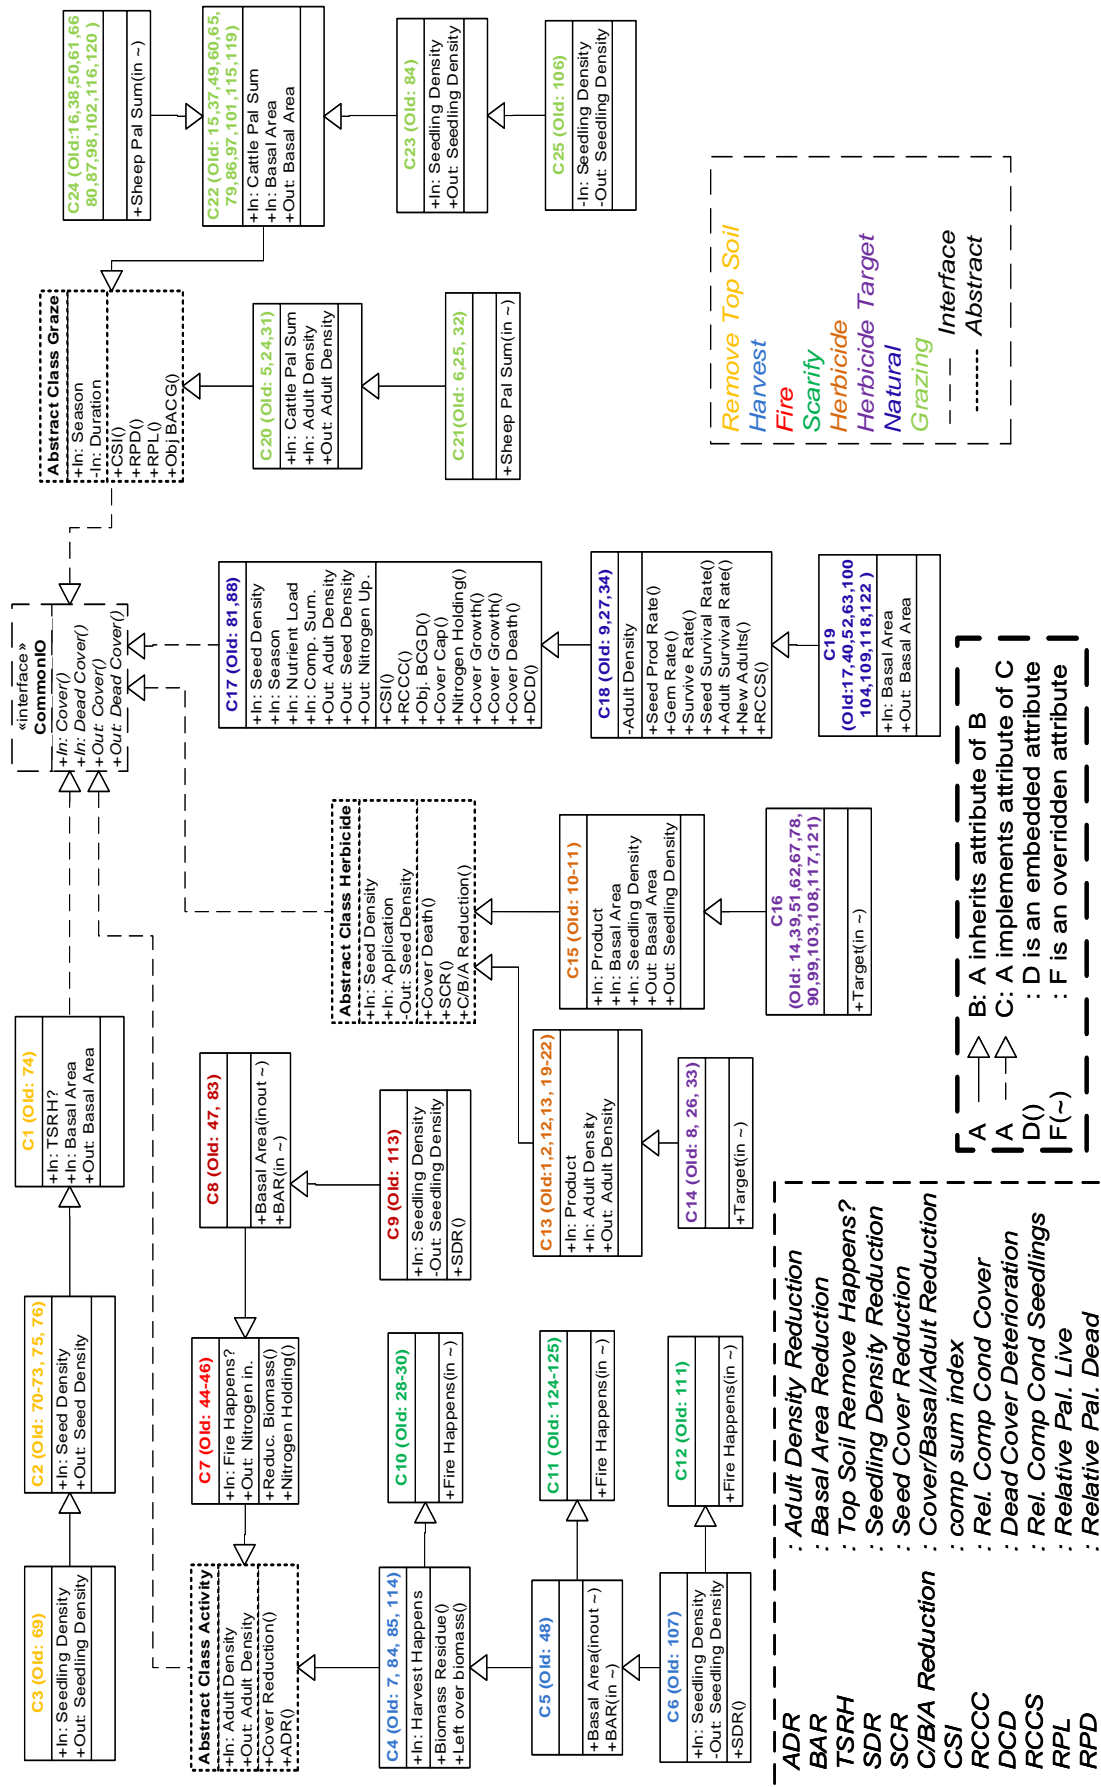 C3 (Old: 69)
+In: Seedling Density
+Out: Seedling Density
C2 (Old: 70-73, 75, 76)
+In: Seed Density
+Out: Seed Density
C1 (Old: 74)
+In:TSRH?
+In: Basal Area
+Out: Basal Area
«interface»
CommonIO
+In: Cover()
+In: Dead Cover()
+Out: Cover()
+Out: Dead Cover()
Abstract Class Graze
+In: Season
-In: Duration
+CSI()
+RPD()
+RPL()
+Obj BACG()
C24 (Old:16,38,50,61,66
80,87,98,102,116,120 )
+Sheep Pal Sum(in ~)
C22 (Old: 15,37,49,60,65,
79,86,97,101,115,119)
+In: Cattle Pal Sum
+In: Basal Area
+Out: Basal Area
C23 (Old: 84)
+In: Seedling Density
+Out: Seedling Density
C25 (Old: 106)
-In: Seedling Density
-Out: Seedling Density
C20 (Old: 5,24,31)
+In: Cattle Pal Sum
+In: Adult Density
+Out: Adult Density
C21(Old: 6,25, 32)
+Sheep Pal Sum(in ~)
Abstract Class Activity
+In: Adult Density
+Out: Adult Density
+Cover Reduction()
+ADR()
C7 (Old: 44-46)
+In: Fire Happens?
+Out: Nitrogen in.
+Reduc. Biomass()
+Nitrogen Holding()
C8 (Old: 47, 83)
+Basal Area(inout ~)
+BAR(in ~)
C9 (Old: 113)
+In: Seedling Density
-Out: Seedling Density
+SDR()
C4 (Old: 7, 84, 85, 114)
+In: Harvest Happens
+Biomass Residue()
+Left over biomass()
C10 (Old: 28-30)
+Fire Happens(in ~)
C5 (Old: 48)
+Basal Area(inout ~)
+BAR(in ~)
C11 (Old: 124-125)
+Fire Happens(in ~)
C6 (Old: 107)
+In: Seedling Density
-Out: Seedling Density
+SDR()
C12 (Old: 111)
+Fire Happens(in ~)
Abstract Class Herbicide
+In: Seed Density
+In: Application
-Out: Seed Density
+Cover Death()
+SCR()
+C/B/A Reduction()
C13 (Old:1,2,12,13, 19-22)
+In: Product
+In: Adult Density
+Out: Adult Density
C14 (Old: 8, 26, 33)
+Target(in ~)
C15 (Old: 10-11)
+In: Product
+In: Basal Area
+In: Seedling Density
+Out: Basal Area
+Out: Seedling Density
C16
(Old: 14,39,51,62,67,78,
90,99,103,108,117,121)
+Target(in ~)
C17 (Old: 81,88)
+In: Seed Density
+In: Season
+In: Nutrient Load
+In: Comp. Sum.
+Out: Adult Density
+Out: Seed Density
+Out: Nitrogen Up.
+CSI()
+RCCC()
+Obj. BCGD()
+Cover Cap()
+Nitrogen Holding()
+Cover Growth()
+Cover Growth()
+Cover Death()
+DCD()
C18 (Old: 9,27,34)
-Adult Density
+Seed Prod Rate()
+Gem Rate()
+Survive Rate()
+Seed Survival Rate()
+Adult Survival Rate()
+New Adults()
+RCCS()
C19
(Old:17,40,52,63,100
104,109,118,122 )
+In: Basal Area
+Out: Basal Area
Remove Top Soil
Harvest
Fire
Scarify
Herbicide
Herbicide Target
Natural
Grazing
Interface
Abstract
ADR : Adult Density Reduction
BAR : Basal Area Reduction
TSRH : Top Soil Remove Happens?
SDR : Seedling Density Reduction
SCR : Seed Cover Reduction
C/B/A Reduction : Cover/Basal/Adult Reduction
CSI : comp sum index
RCCC : Rel. Comp Cond Cover
DCD : Dead Cover Deterioration
RCCS : Rel. Comp Cond Seedlings
RPL : Relative Pal. Live
RPD : Relative Pal. Dead
A B: A inherits attribute of B
A C: A implements attribute of C
D() : D is an embedded attribute
F(~) : F is an overridden attribute